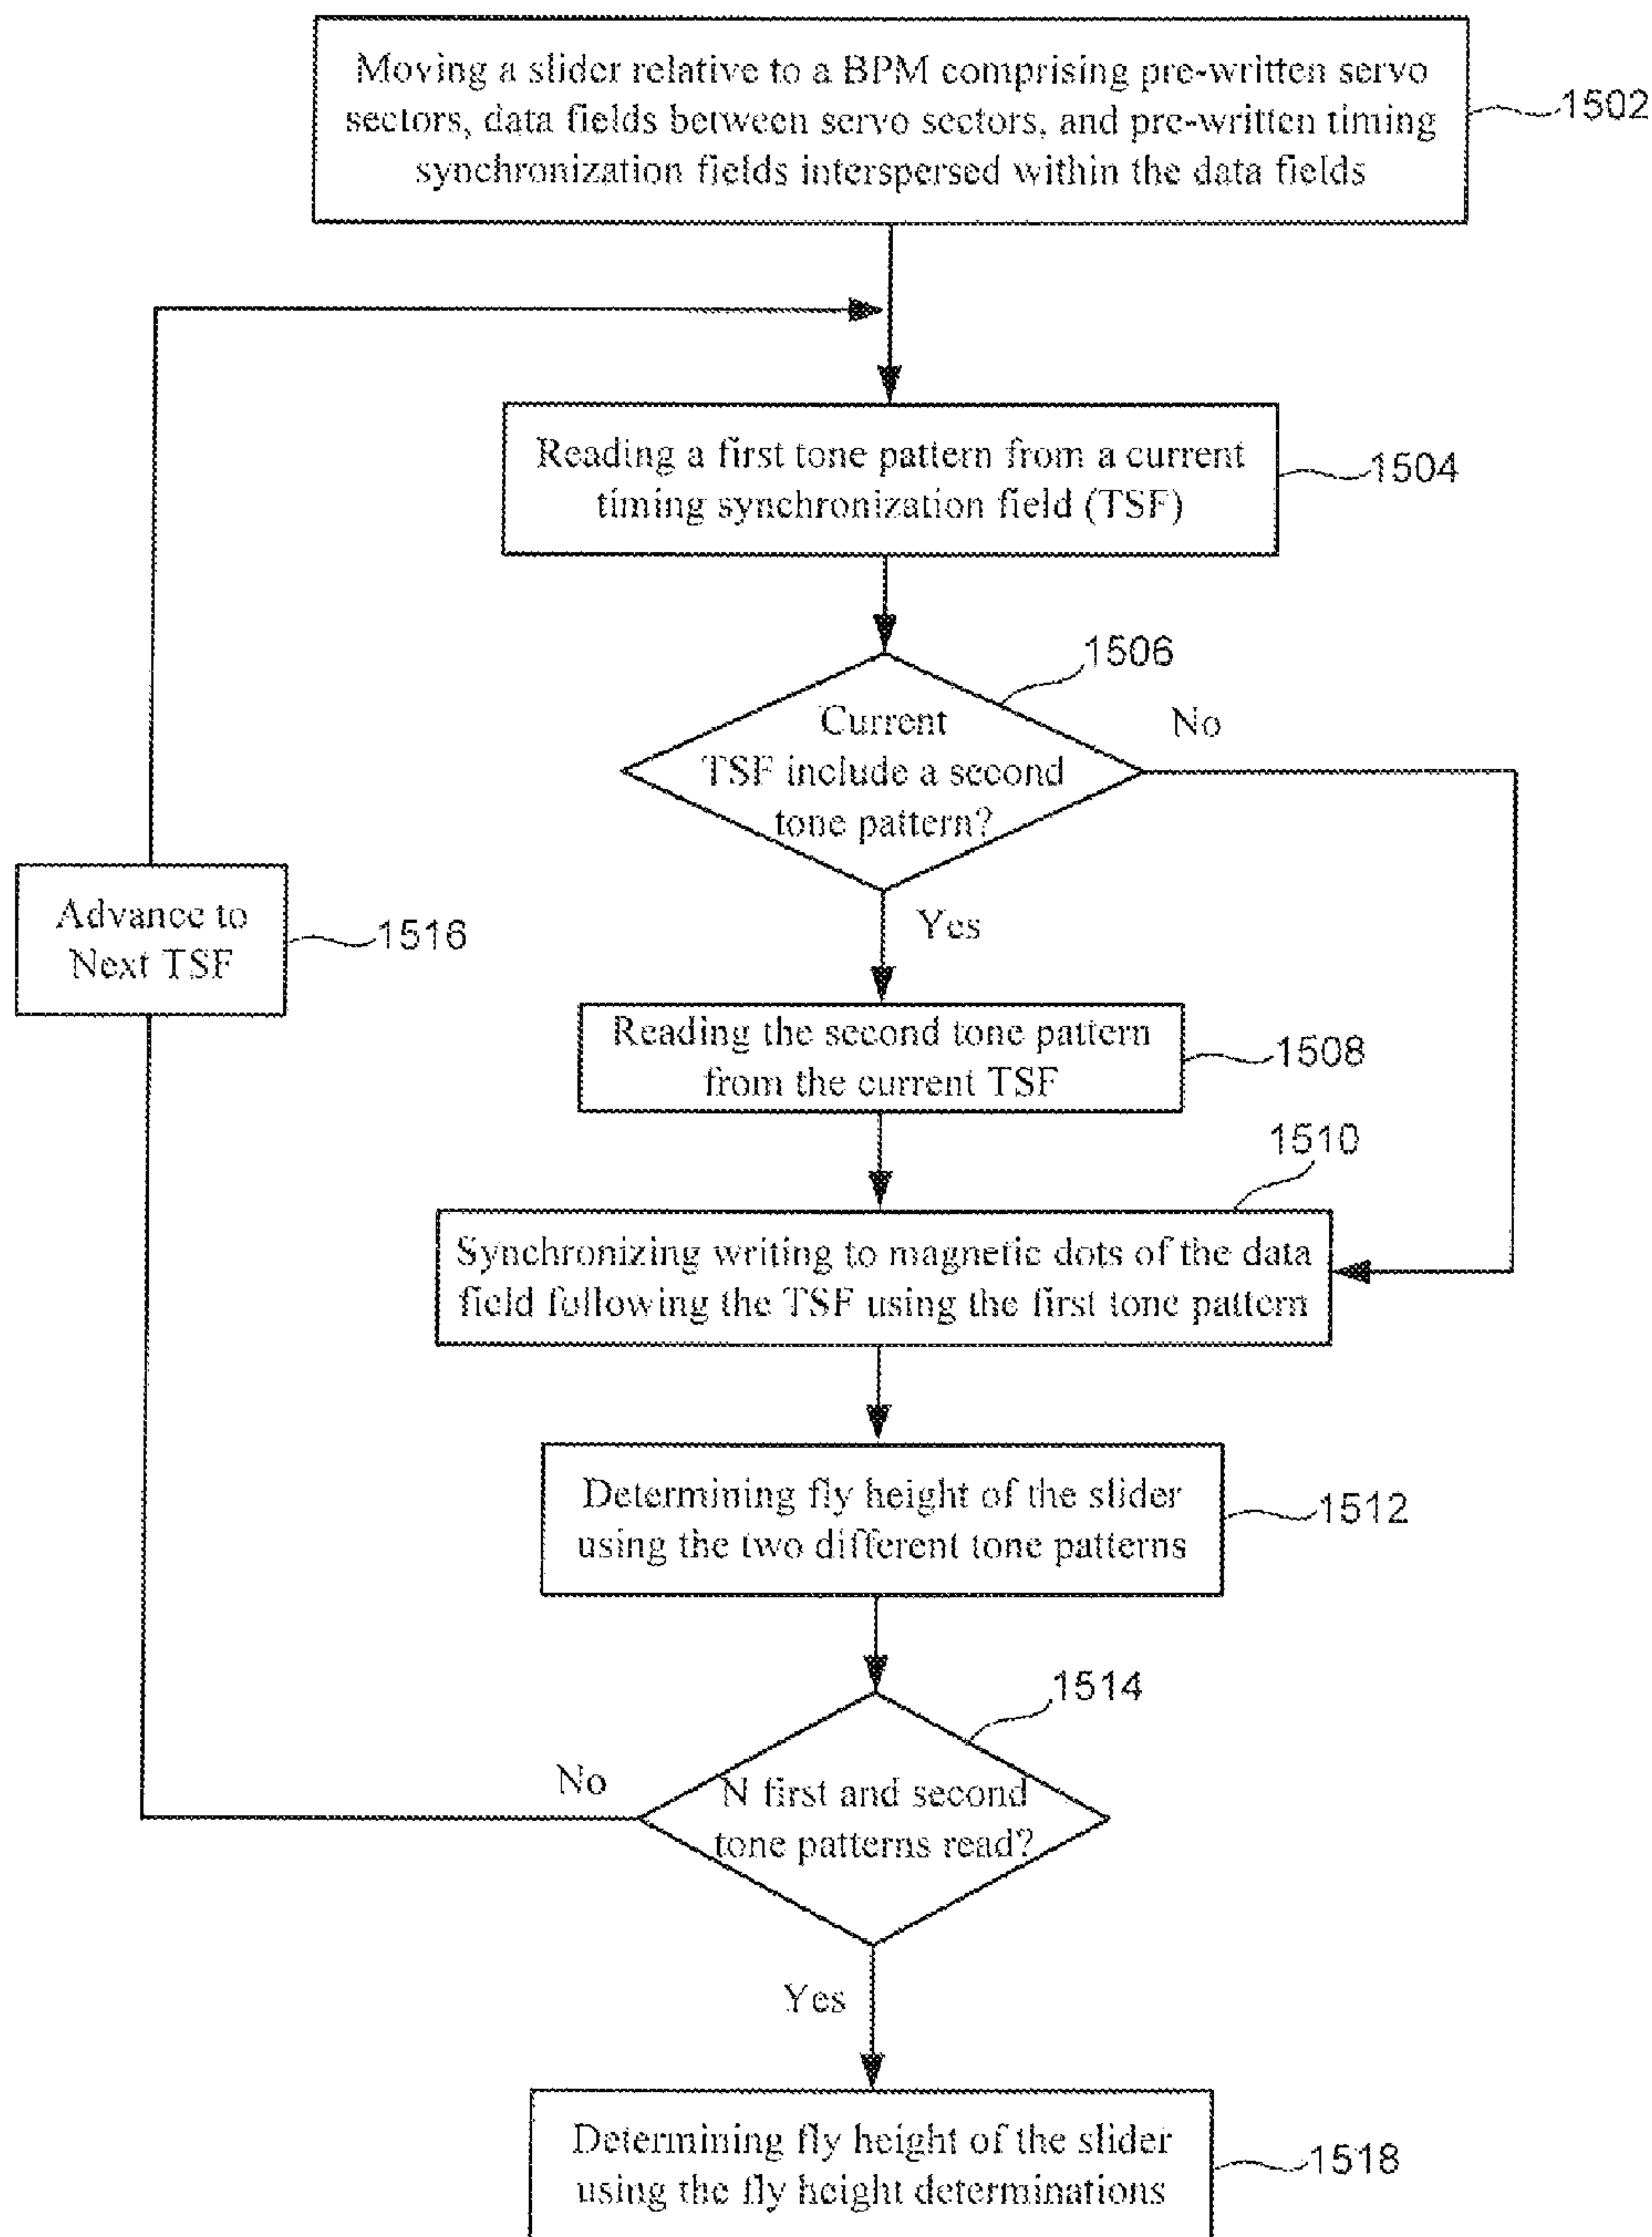 Moving a slider relative to a BPM comprising pre-written servo
sectors, data fields between servo sectors, and pre-written timing
synchronization fields interspersed within the data fields
1502
Reading a first tone pattern from a current
timing synchronization field (TSF)
1504
1506
Current
TSF include a second
tone pattern?
No
Yes
Advance to
Next TSF
1516
Reading the second tone pattern
from the current TSF
1508
1510
Synchronizing writing to magnetic dots of the data
field following the TSF using the first tone pattern
Determining fly height of the slider
using the two different tone patterns
1512
1514
N first and second
tone patterns read?
No
Yes
Determining fly height of the slider
using the fly height determinations
1518